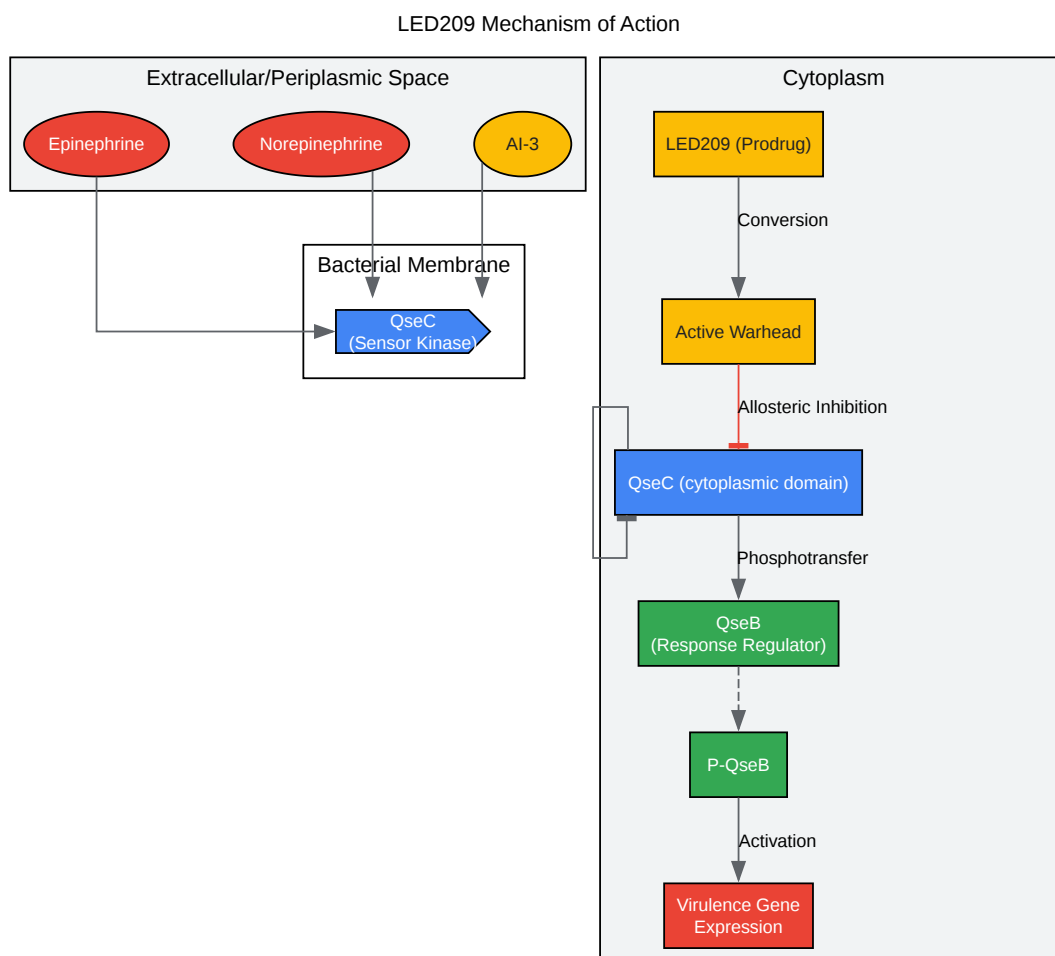 LED209 Mechanism of Action
Extracellular/Periplasmic Space
Epinephrine
Norepinephrine
AI-3
Bacterial Membrane
QseC
(Sensor Kinase)
Cytoplasm
LED209 (Prodrug)
Conversion
Active Warhead
Allosteric Inhibition
QseC (cytoplasmic domain)
Phosphotransfer
QseB
(Response Regulator)
P-QseB
Activation
Virulence Gene
Expression